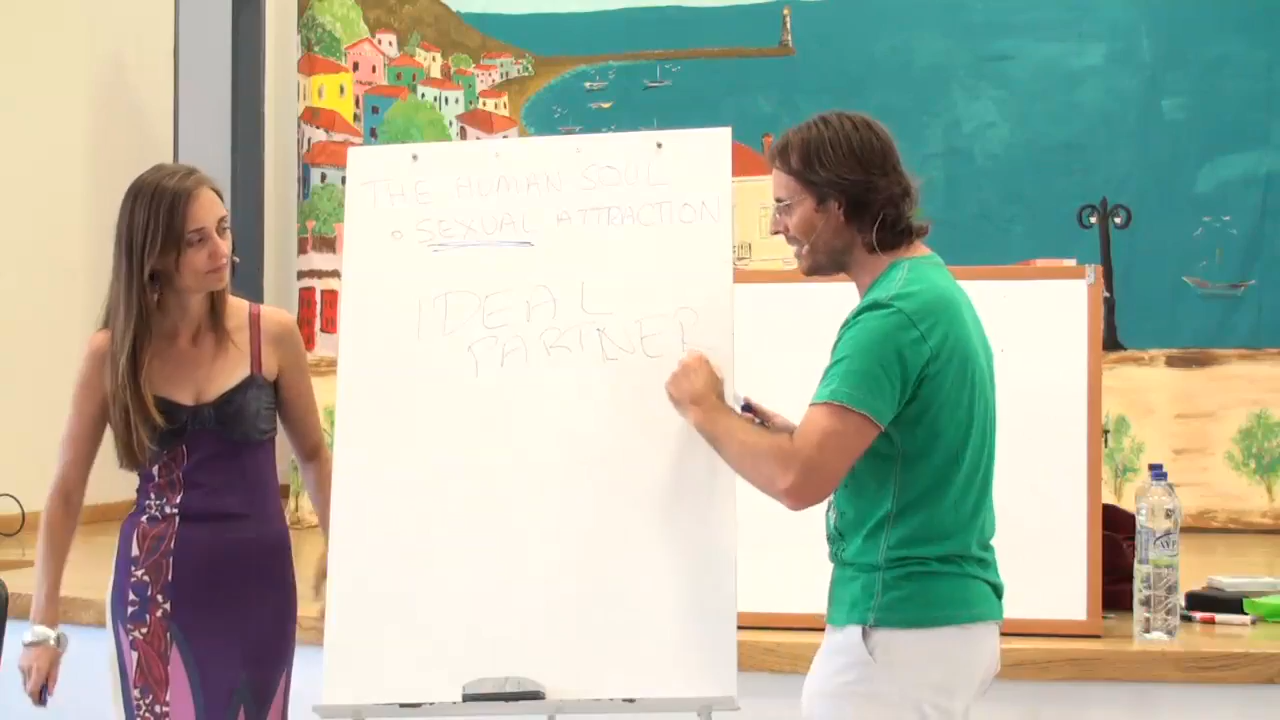 THE HUMAN SOUL
SEXUAL ATTRACTION
IDEAL
PARTNER